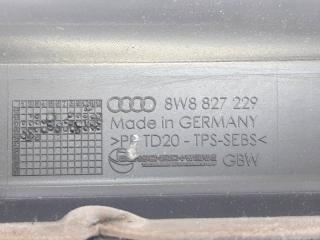 8W8 827 229
Made in GERMANY
>PP TD20 - TPS-SEBS<
GBW